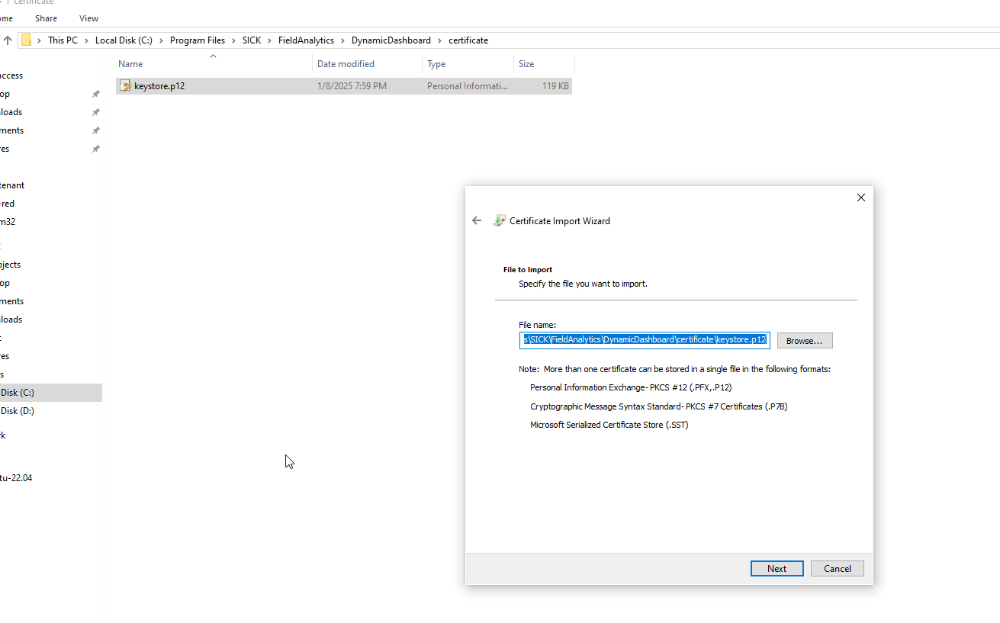 certificate
ome Share View
This PC Local Disk (C:) Program Files SICK FieldAnalytics DynamicDashboard certificate
Name Date modified Type Size
keystore.p12 1/8/2025 7:59 PM Personal Informati... 119 KB
access
op
loads
ments
res
tenant
-red
m32
jects
op
ments
loads
t
res
s
Disk (C:)
Disk (D:)
rk
tu-22.04
Certificate Import Wizard
File to Import
Specify the file you want to import.
File name:
s\SICK\FieldAnalytics\DynamicDashboard\certificate\keystore.p12 Browse...
Note: More than one certificate can be stored in a single file in the following formats:
Personal Information Exchange- PKCS #12 (.PFX,.P12)
Cryptographic Message Syntax Standard- PKCS #7 Certificates (.P7B)
Microsoft Serialized Certificate Store (.SST)
Next Cancel